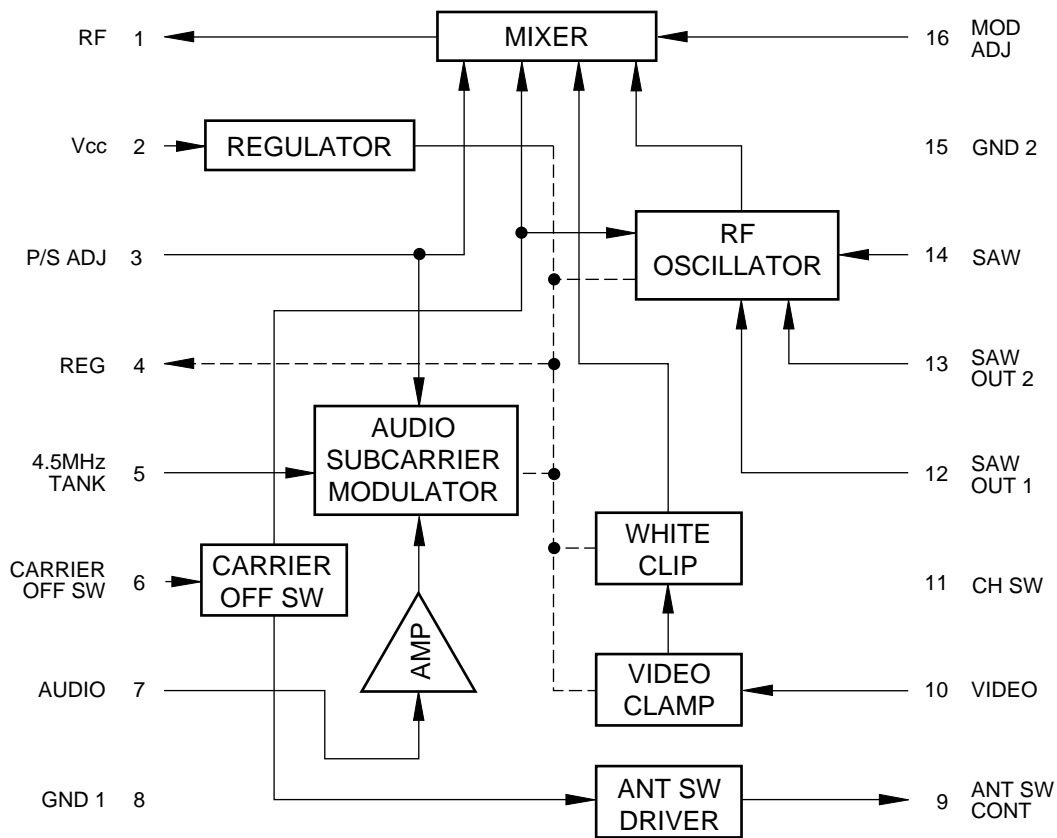 RF 1
MIXER
16 MOD
ADJ
Vcc 2
REGULATOR
15 GND 2
P/S ADJ 3
RF
OSCILLATOR
14 SAW
REG 4
13 SAW
OUT 2
4.5MHz
TANK 5
AUDIO
SUBCARRIER
MODULATOR
12 SAW
OUT 1
CARRIER
OFF SW 6
CARRIER
OFF SW
WHITE
CLIP
11 CH SW
AUDIO 7
AMP
VIDEO
CLAMP
10 VIDEO
GND 1 8
ANT SW
DRIVER
9 ANT SW
CONT